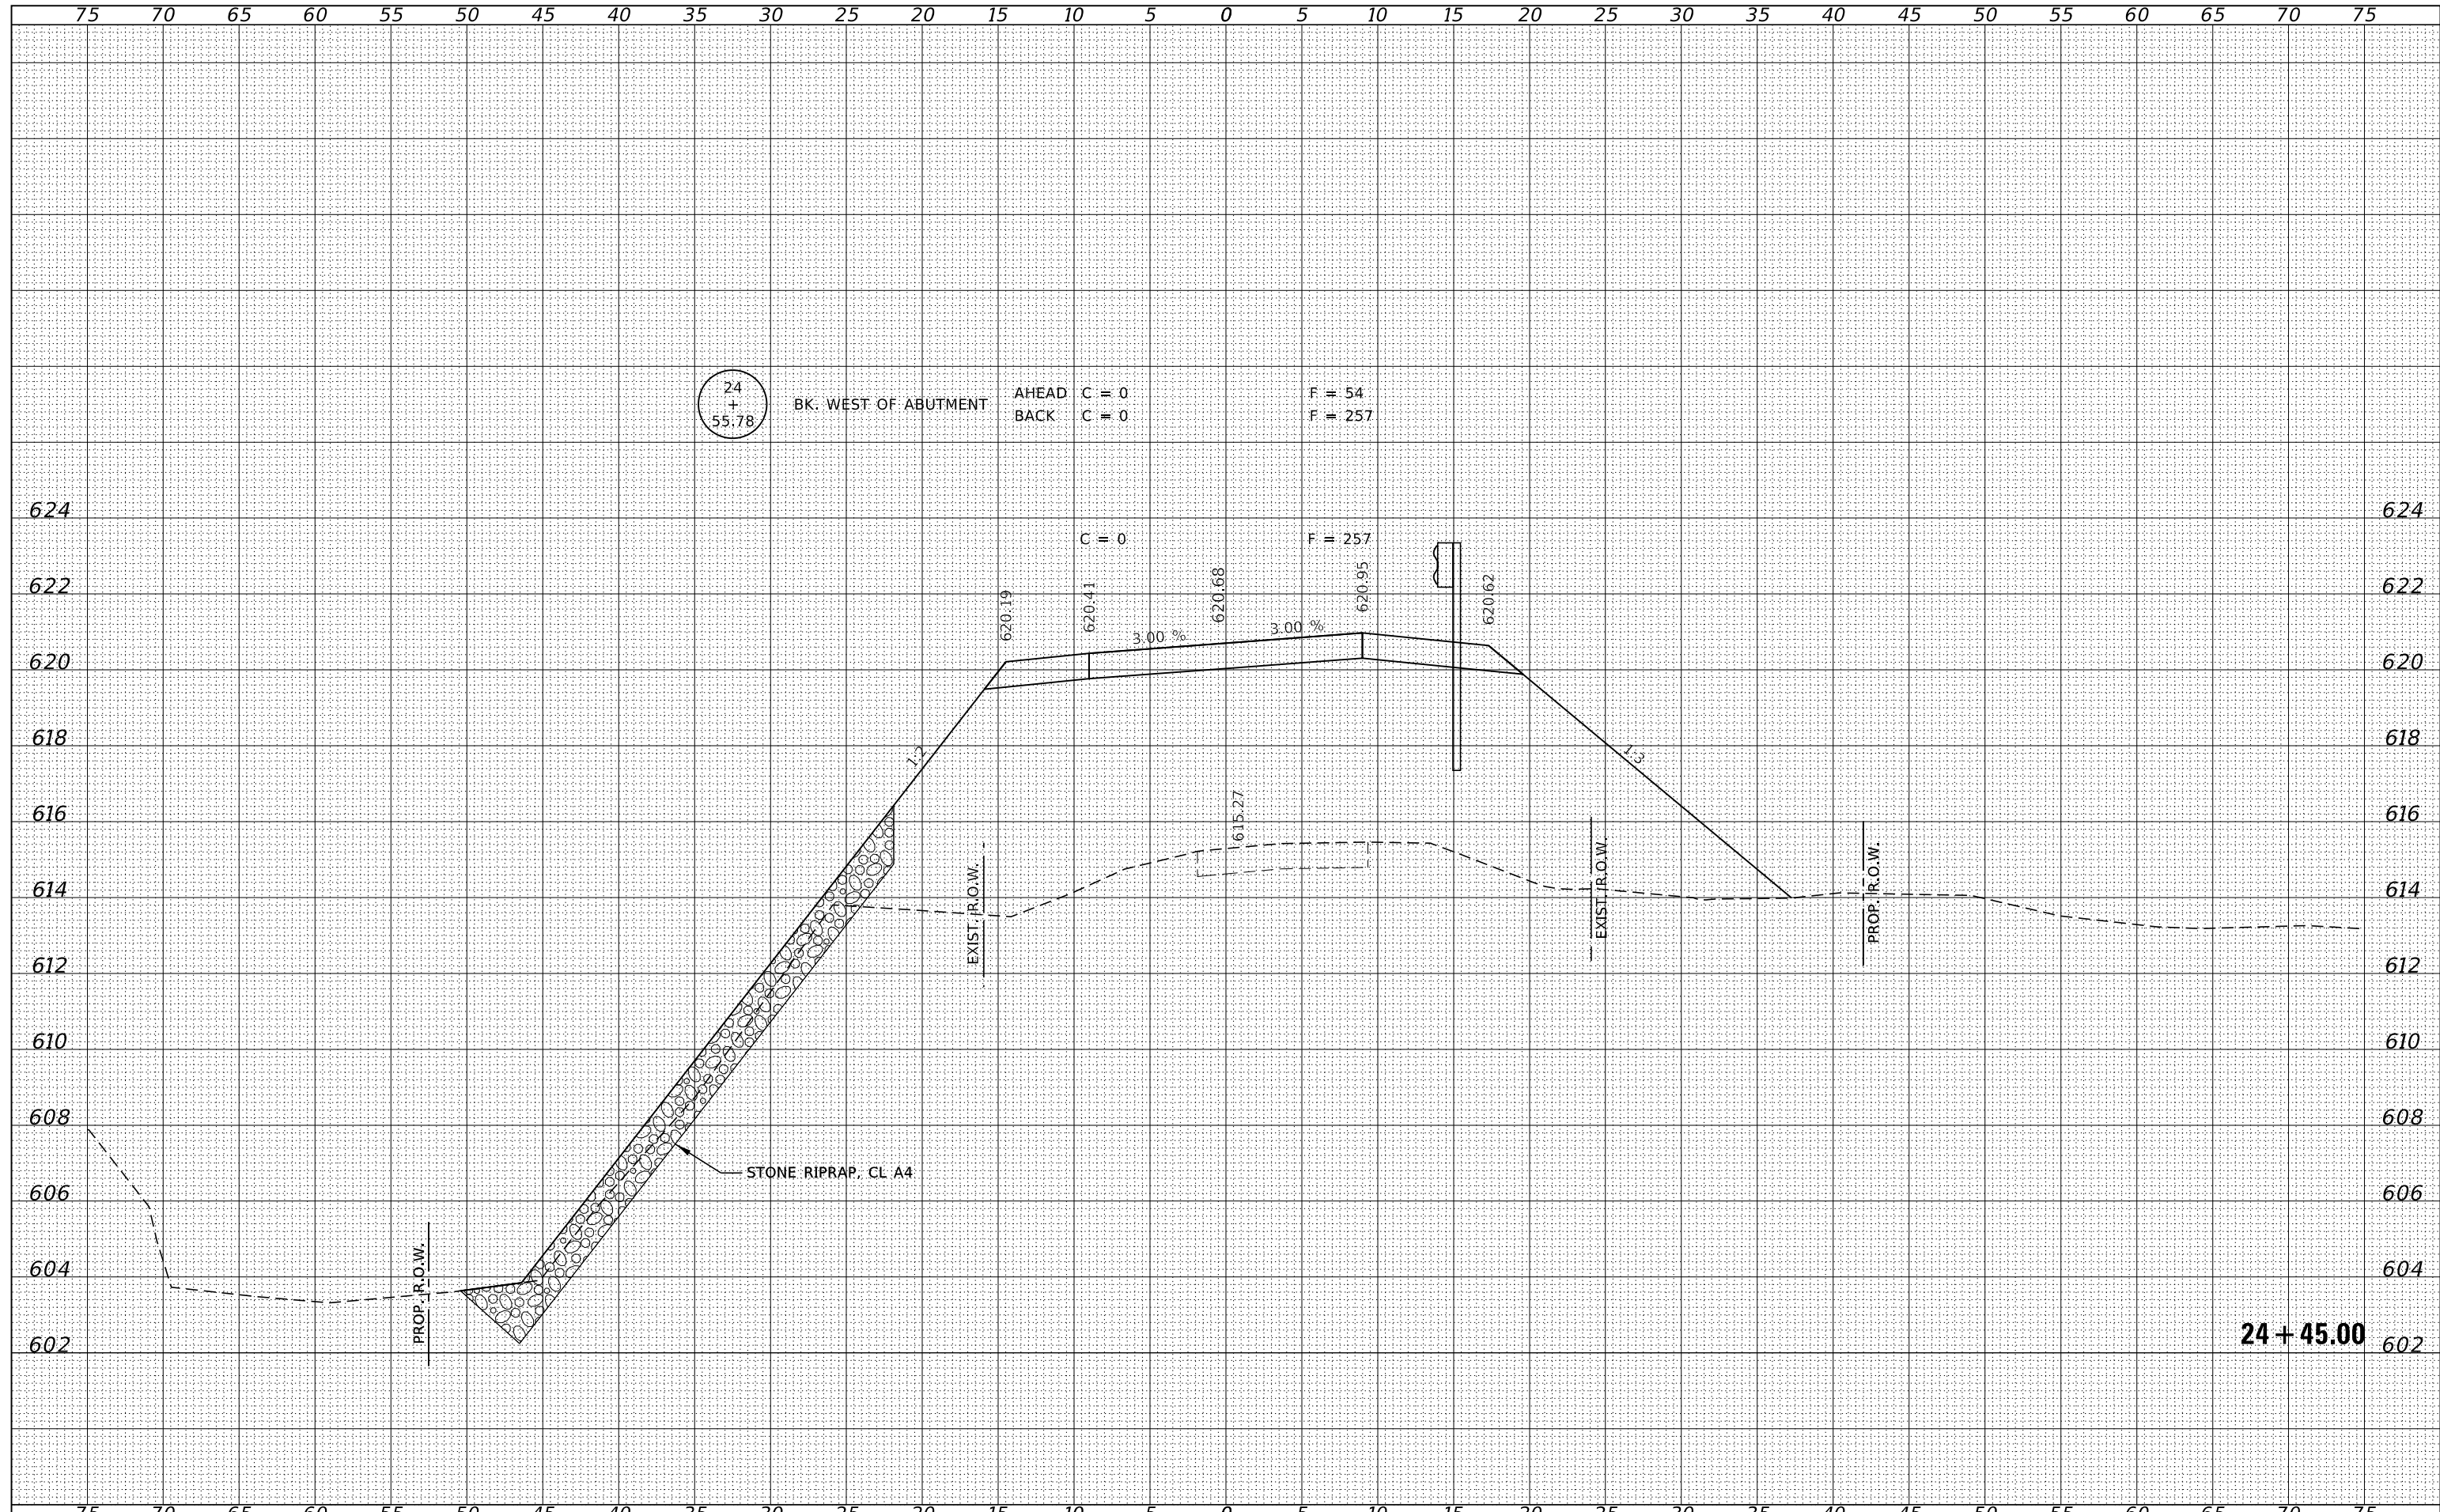 75 70 65 60 55 50 45 40 35 30 25 20 15 10 5 0 5 10 15 20 25 30 35 40 45 50 55 60 65 70 75
24
+
55.78
BK. WEST OF ABUTMENT
AHEAD C = 0 F = 54
BACK C = 0 F = 257
624 624
C = 0 F = 257
622 622
620.19
620.41
620.68
620.95
620.62
3.00 %
3.00 %
620 620
618 618
1:2
1:3
616 616
615.27
EXIST. R.O.W.
EXIST. R.O.W.
PROP. R.O.W.
614 614
612 612
610 610
608 608
STONE RIPRAP, CL A4
606 606
604 604
PROP. R.O.W.
24 + 45.00
602 602
75 70 65 60 55 50 45 40 35 30 25 20 15 10 5 0 5 10 15 20 25 30 35 40 45 50 55 60 65 70 75